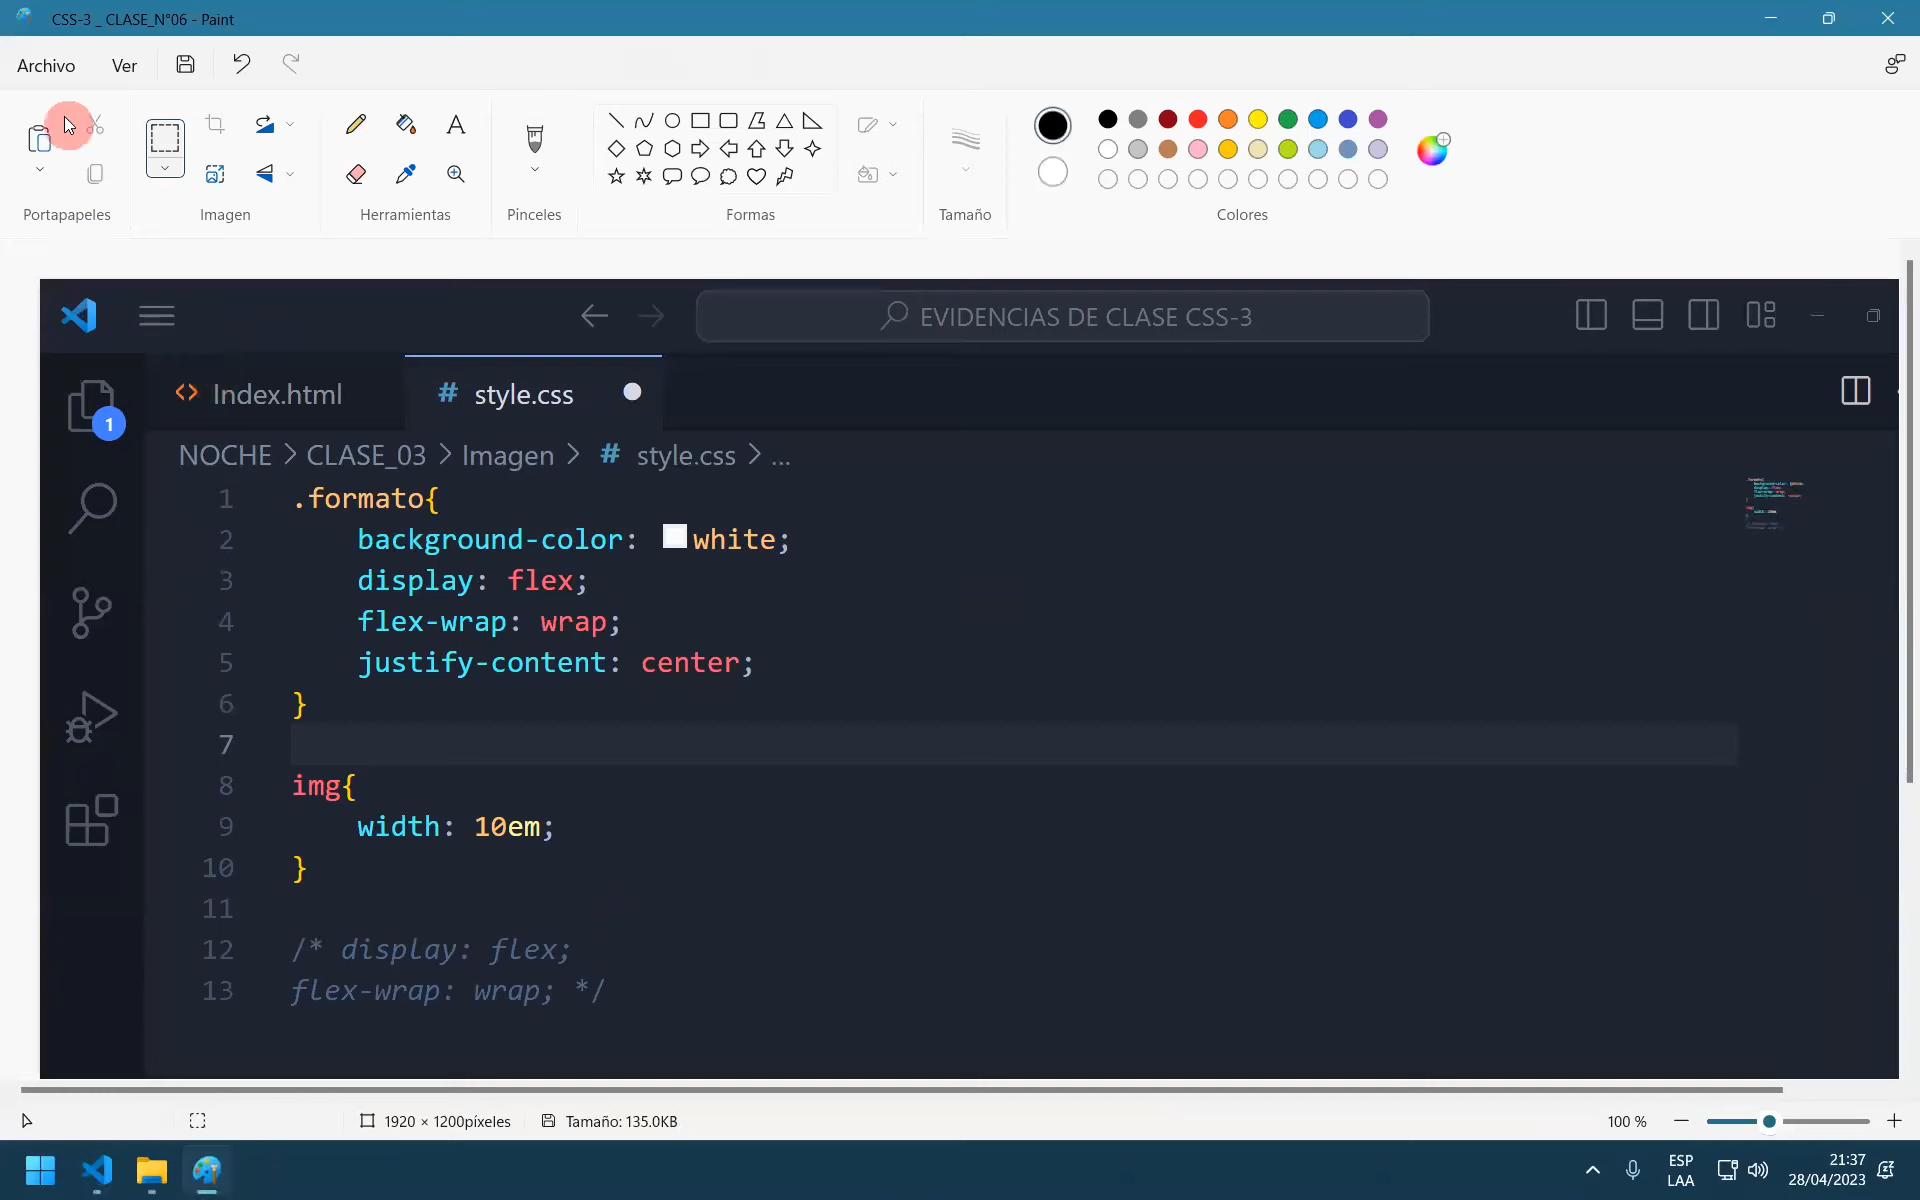 CSS-3 _ CLASE_N°06 - Paint
Archivo
Ver
Portapapeles
Imagen
Herramientas
Pinceles
Formas
Tamaño
Colores
EVIDENCIAS DE CLASE CSS-3
1
Index.html
# style.css
NOCHE > CLASE_03 > Imagen > # style.css > ...
1 .formato{
2 background-color: white;
3 display: flex;
4 flex-wrap: wrap;
5 justify-content: center;
6 }
7
8 img{
9 width: 10em;
10 }
11
12 /* display: flex;
13 flex-wrap: wrap; */
1920 × 1200píxeles
Tamaño: 135.0KB
100 %
ESP
LAA
21:37
28/04/2023